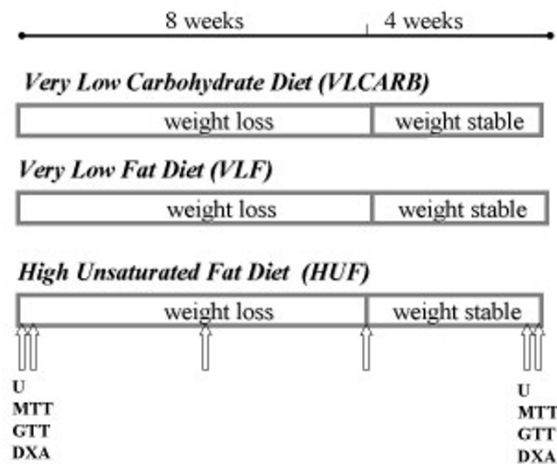 8 weeks 4 weeks
Very Low Carbohydrate Diet (VLCARB)
weight loss weight stable
Very Low Fat Diet (VLF)
weight loss weight stable
High Unsaturated Fat Diet (HUF)
weight loss weight stable
U U
MTT MTT
GTT GTT
DXA DXA